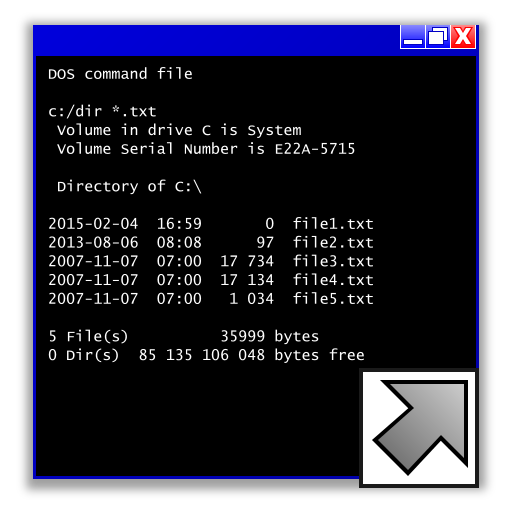 DOS command file
c:/dir *.txt
Volume in drive C is System
Volume Serial Number is E22A-5715
Directory of C:\
2015-02-04 16:59 0 file1.txt
2013-08-06 08:08 97 file2.txt
2007-11-07 07:00 17 734 file3.txt
2007-11-07 07:00 17 134 file4.txt
2007-11-07 07:00 1 034 file5.txt
5 File(s) 35999 bytes
0 Dir(s) 85 135 106 048 bytes free